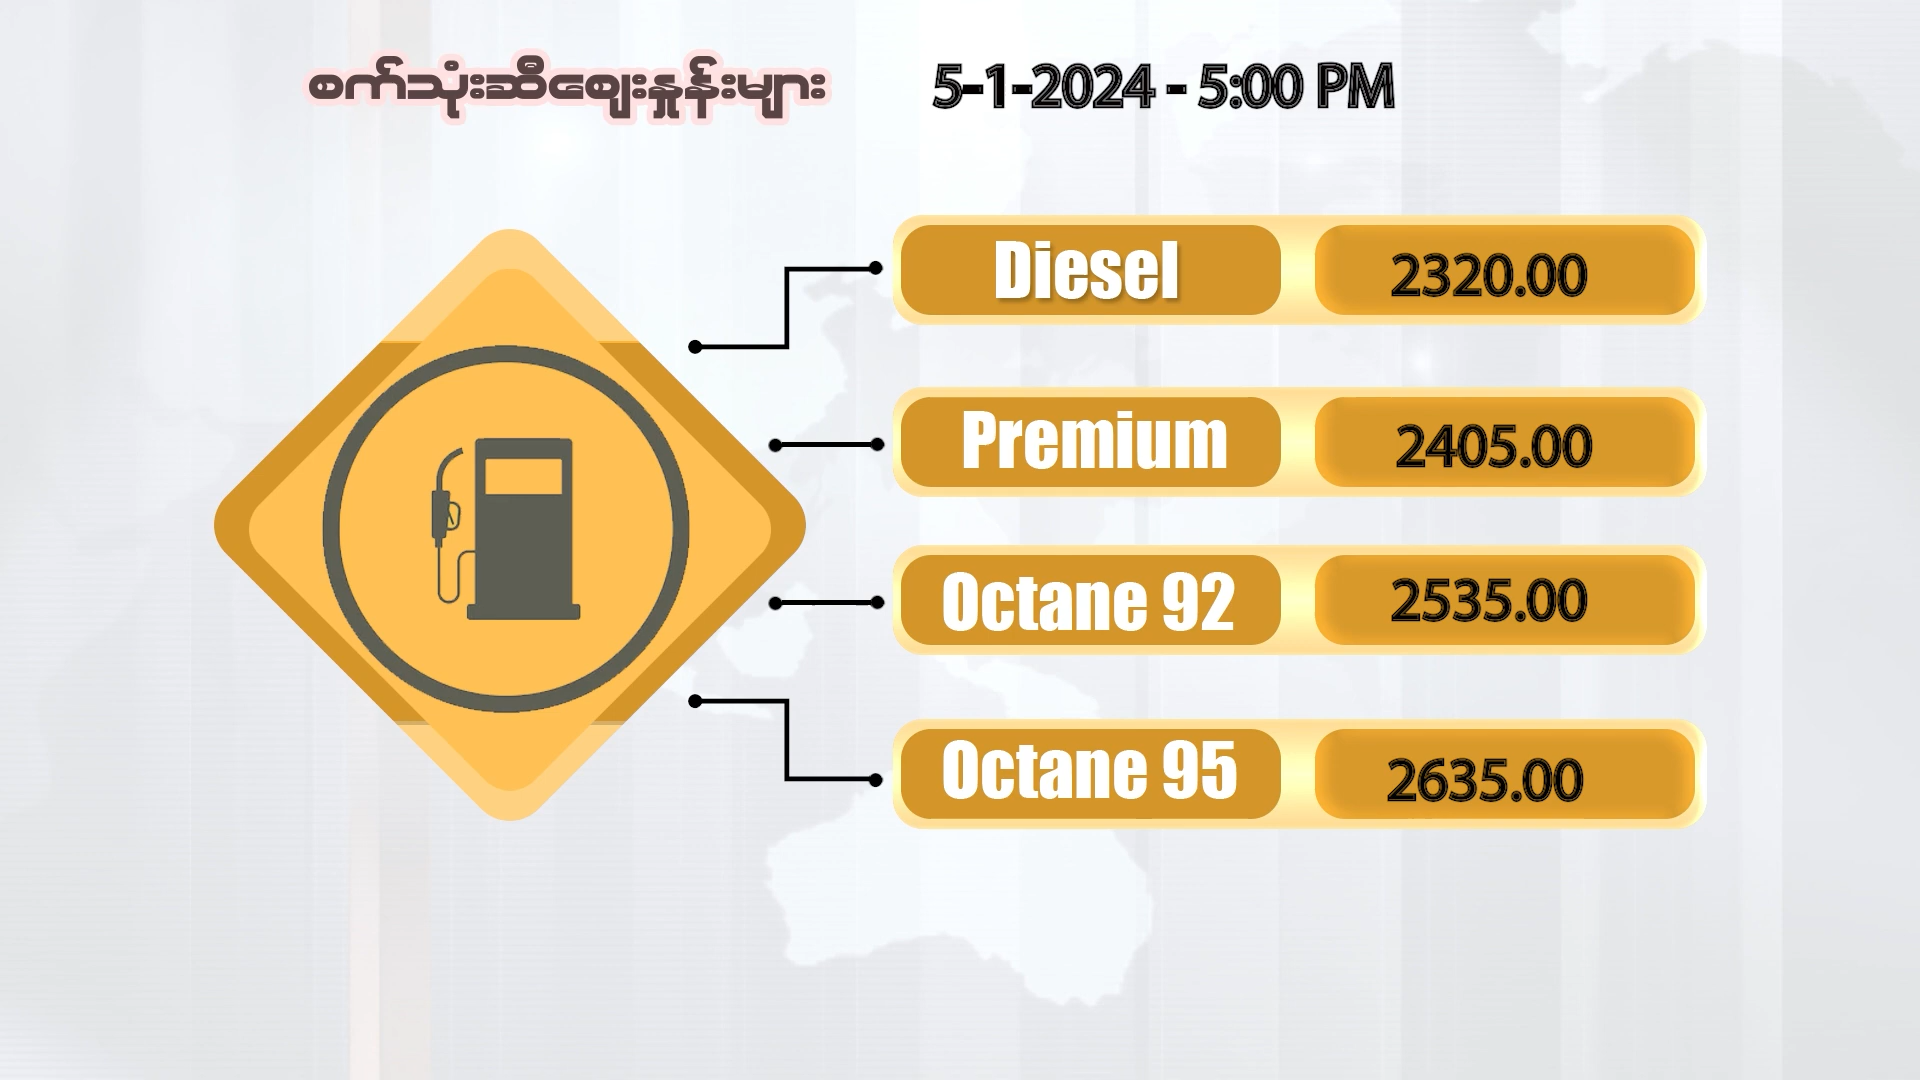 စက်သုံးဆီဈေးနှုန်းများ 5-1-2024 - 5:00 PM
Diesel 2320.00
Premium 2405.00
Octane 92 2535.00
Octane 95 2635.00